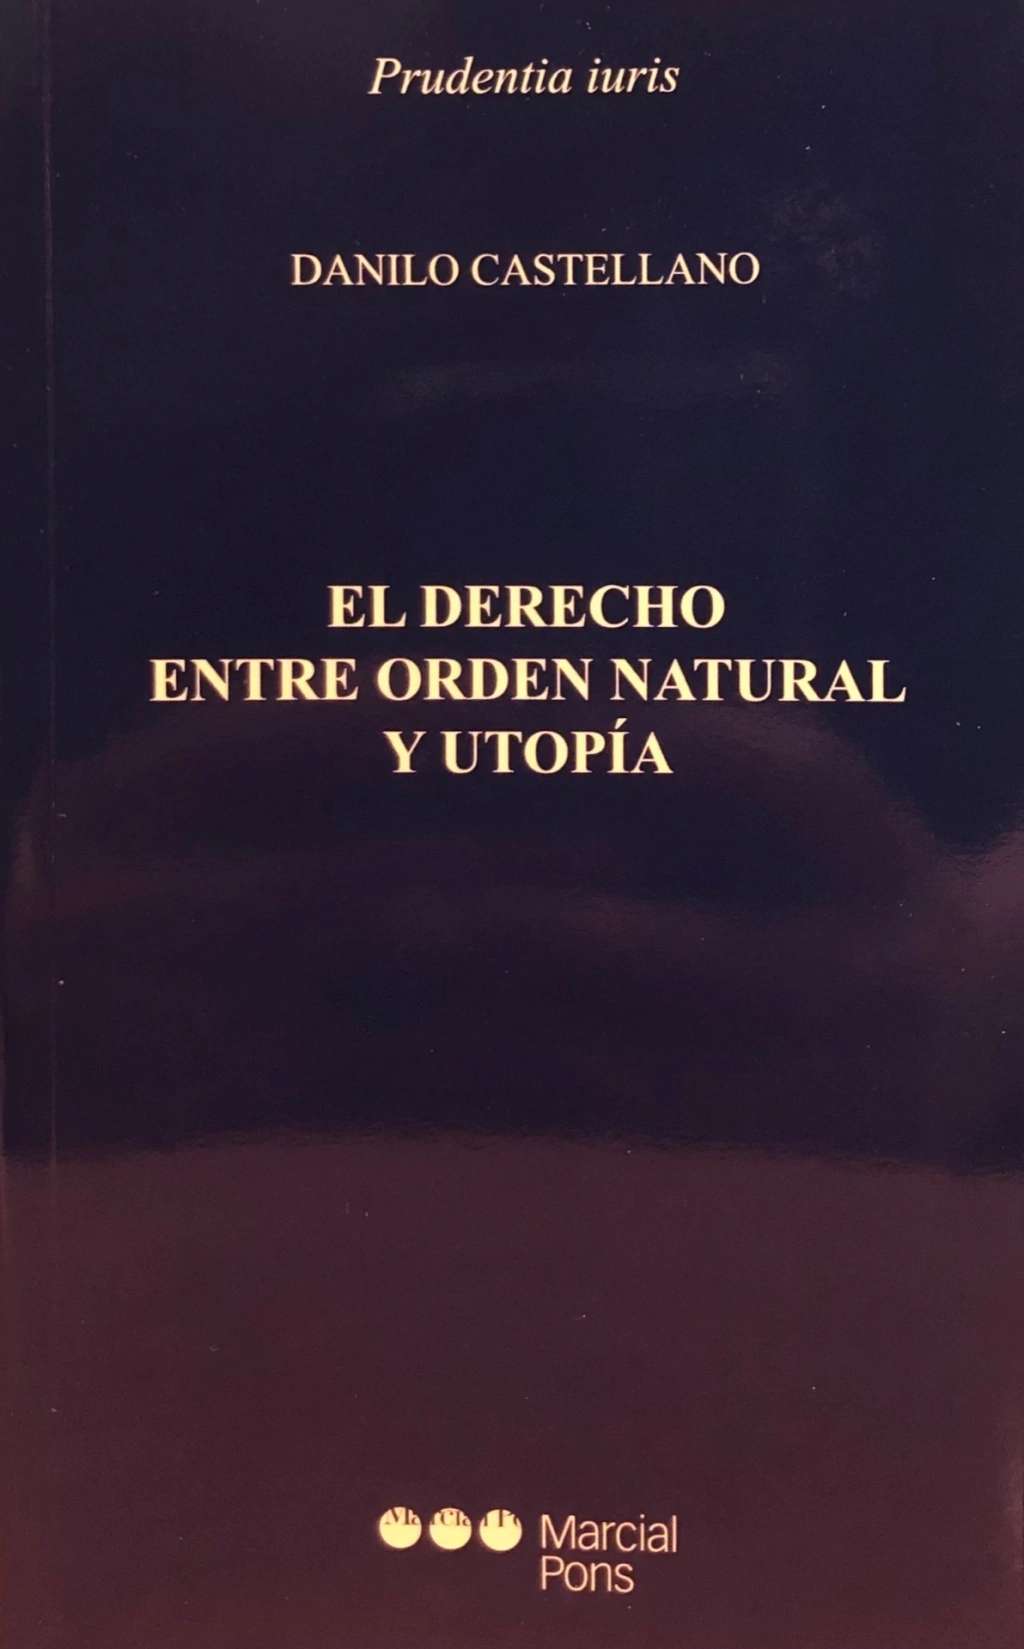 Prudentia iuris
DANILO CASTELLANO
EL DERECHO
ENTRE ORDEN NATURAL
Y UTOPÍA
Marcial
Pons